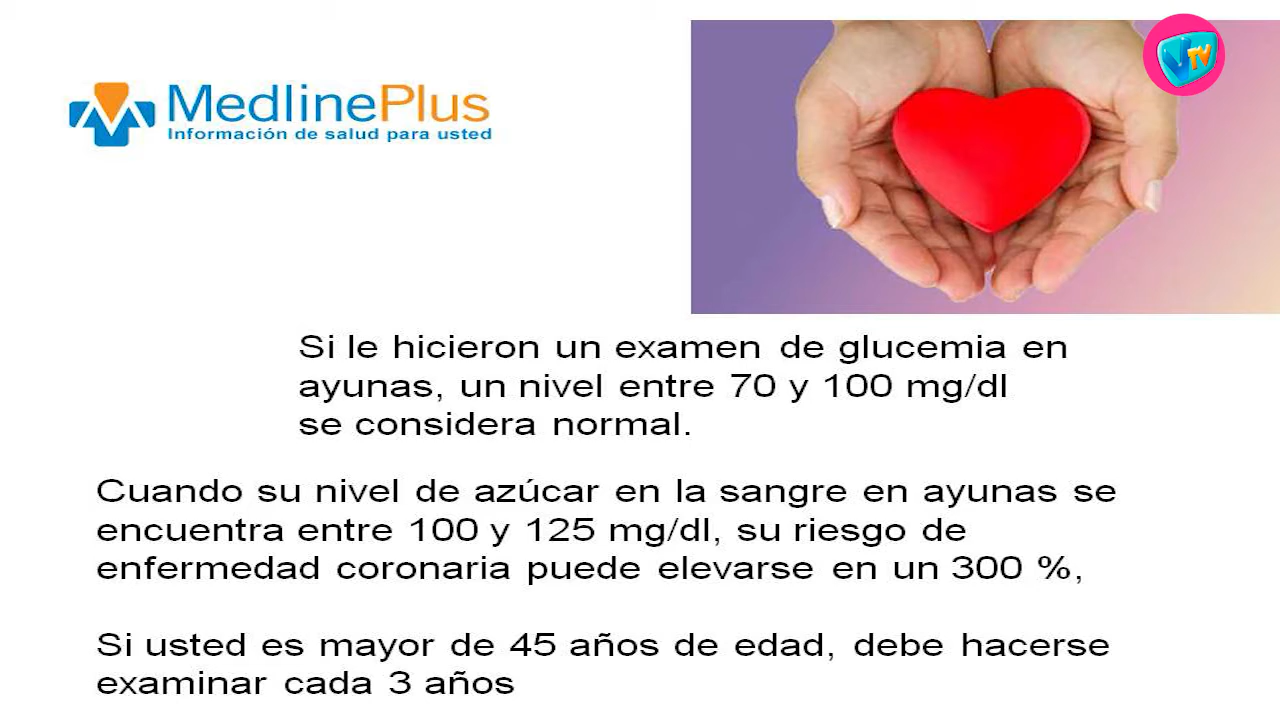 VTV
MedlinePlus
Información de salud para usted
Si le hicieron un examen de glucemia en
ayunas, un nivel entre 70 y 100 mg/dl
se considera normal.
Cuando su nivel de azúcar en la sangre en ayunas se
encuentra entre 100 y 125 mg/dl, su riesgo de
enfermedad coronaria puede elevarse en un 300 %,
Si usted es mayor de 45 años de edad, debe hacerse
examinar cada 3 años